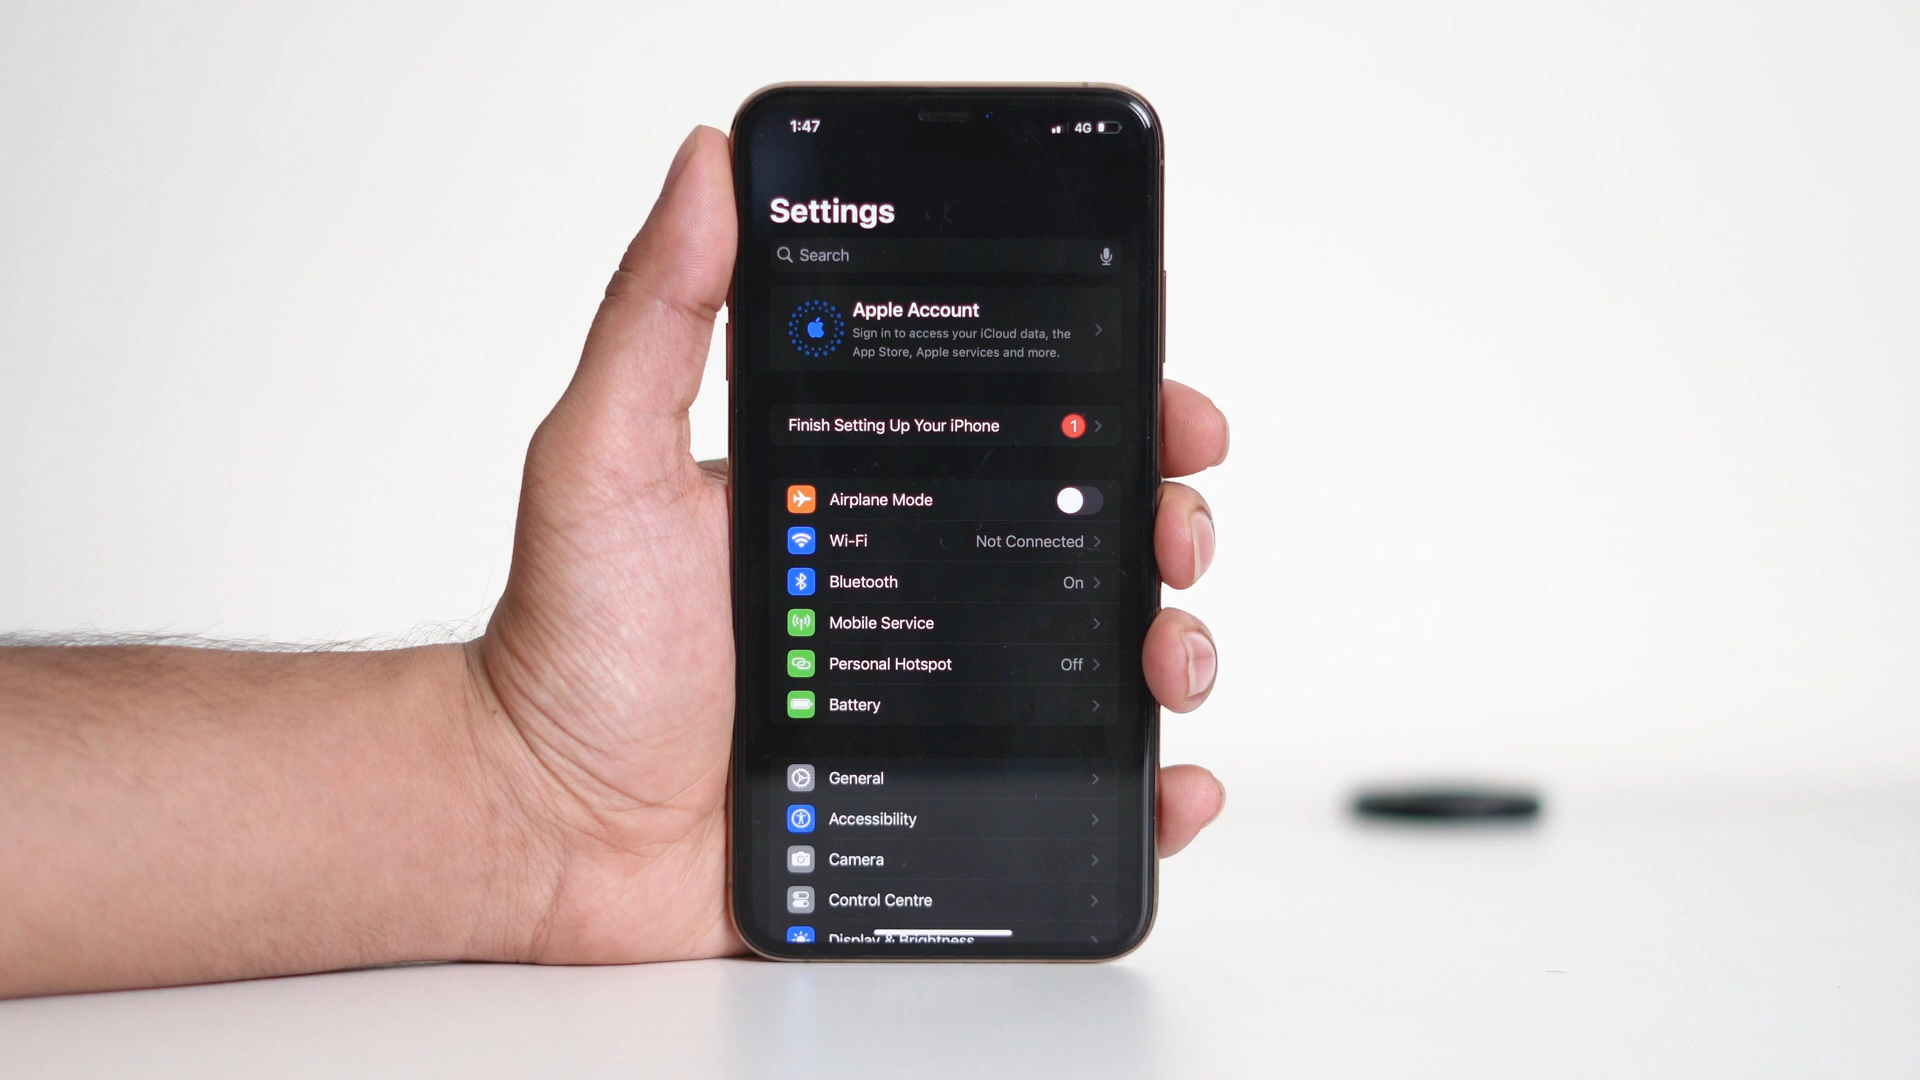 1:47 4G
Settings
Search
Apple Account
Sign in to access your iCloud data, the
App Store, Apple services and more.
Finish Setting Up Your iPhone 1
Airplane Mode
Wi-Fi Not Connected
Bluetooth On
Mobile Service
Personal Hotspot Off
Battery
General
Accessibility
Camera
Control Centre
Display & Brightness